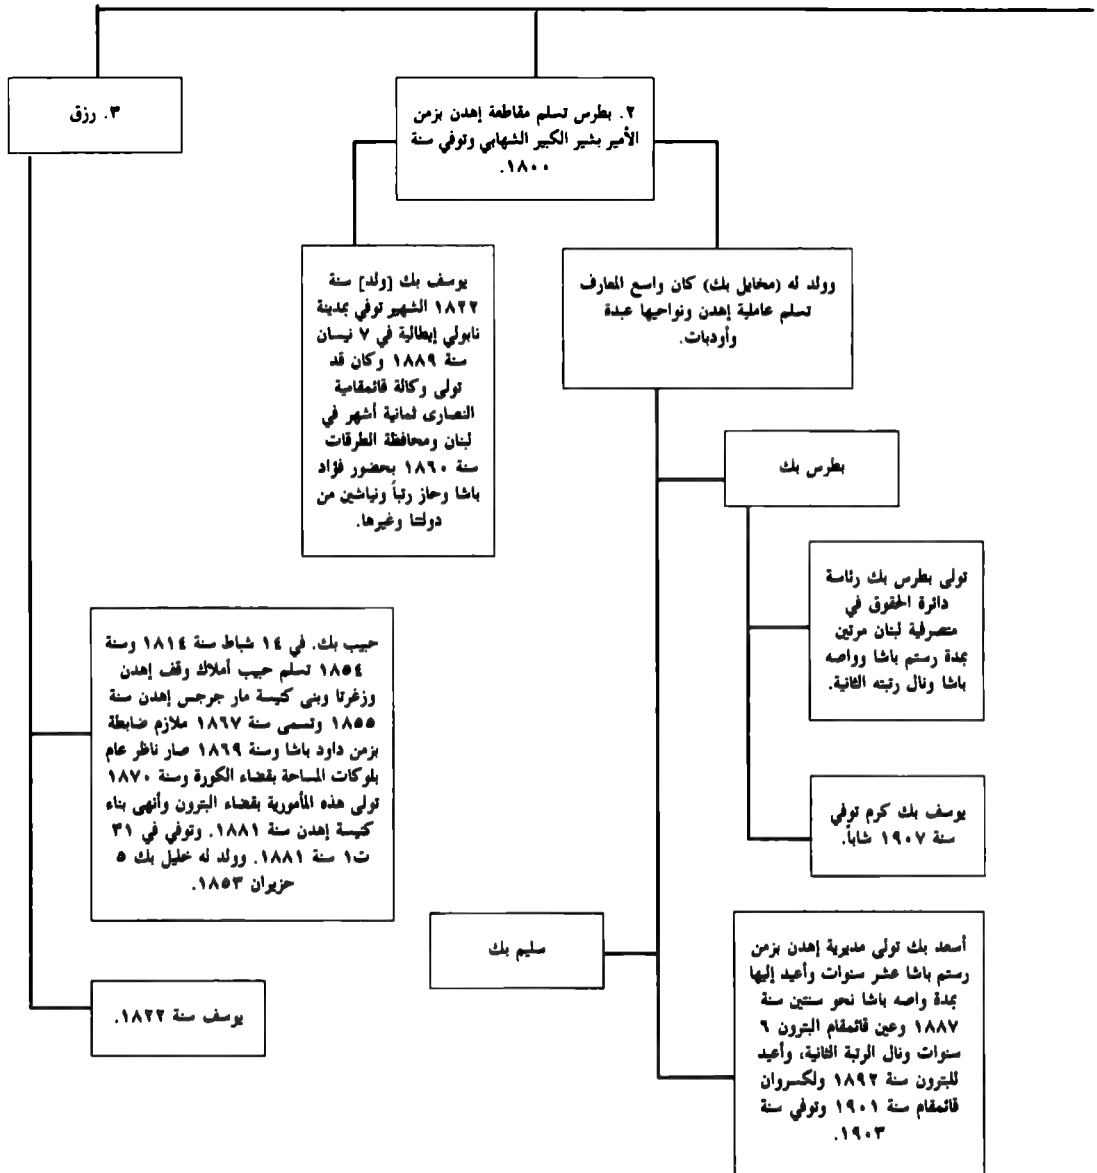 ٢. بطرس تسلم مقاطعة إهدن بزمن
الأمير بشير الكبير الشهابي وتوفي سنة
١٨٠٠.
وولد له (مخايل بك) كان واسع المعارف
تسلم عاملية إهدن ونواحيها عبدة
وأودبات.
بطرس بك
تولى بطرس بك رئاسة
دائرة الحقوق في
متصرفية لبنان مرتين
بمدة رستم باشا وواصه
باشا ونال رتبته الثانية.
يوسف بك كرم توفي
سنة ١٩٠٧ شاباً.
سليم بك
أسعد بك تولى مديرية إهدن بزمن
رستم باشا عشر سنوات وأعيد إليها
بمدة واصه باشا نحو سنتين سنة
١٨٨٧ وعين قائمقام البترون ٦
سنوات ونال الرتبة الثانية، وأعيد
للبترون سنة ١٨٩٢ ولكسروان
قائمقام سنة ١٩٠١ وتوفي سنة
١٩٠٣.
يوسف بك [ولد] سنة
١٨٢٢ الشهير توفي بمدينة
نابولي إيطالية في ٧ نيسان
سنة ١٨٨٩ وكان قد
تولى وكالة قائمقامية
النصارى ثمانية أشهر في
لبنان ومحافظة الطرقات
سنة ١٨٦٠ بحضور فؤاد
باشا وحاز رتباً ونياشين من
دولتنا وغيرها.
٣. رزق
حبيب بك. في ١٤ شباط سنة ١٨١٤ وسنة
١٨٥٤ تسلم حبيب أملاك وقف إهدن
وزغرتا وبنى كنيسة مار جرجس إهدن سنة
١٨٥٥ وتسمى سنة ١٨٦٧ ملازم ضابطة
بزمن داود باشا وسنة ١٨٦٩ صار ناظر عام
بلوكات المساحة بقضاء الكورة وسنة ١٨٧٠
تولى هذه المأمورية بقضاء البترون وأنهى بناء
كنيسة إهدن سنة ١٨٨١. وتوفي في ٣١
ت١ سنة ١٨٨١. وولد له خليل بك ٥
حزيران ١٨٥٣.
يوسف سنة ١٨٢٢.